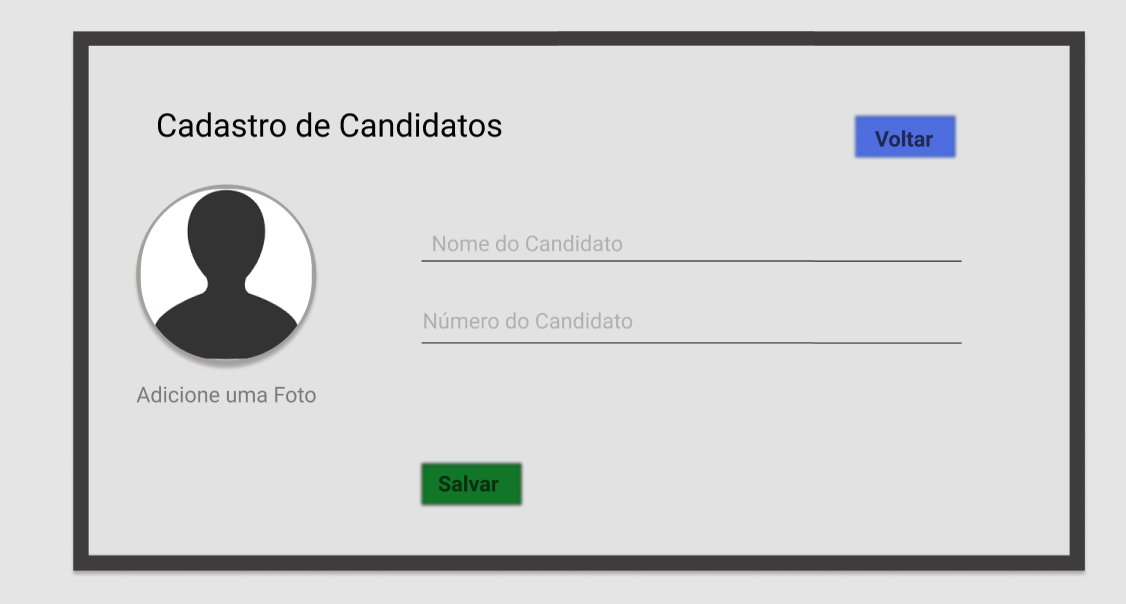 Cadastro de Candidatos
Voltar
Nome do Candidato
Número do Candidato
Adicione uma Foto
Salvar